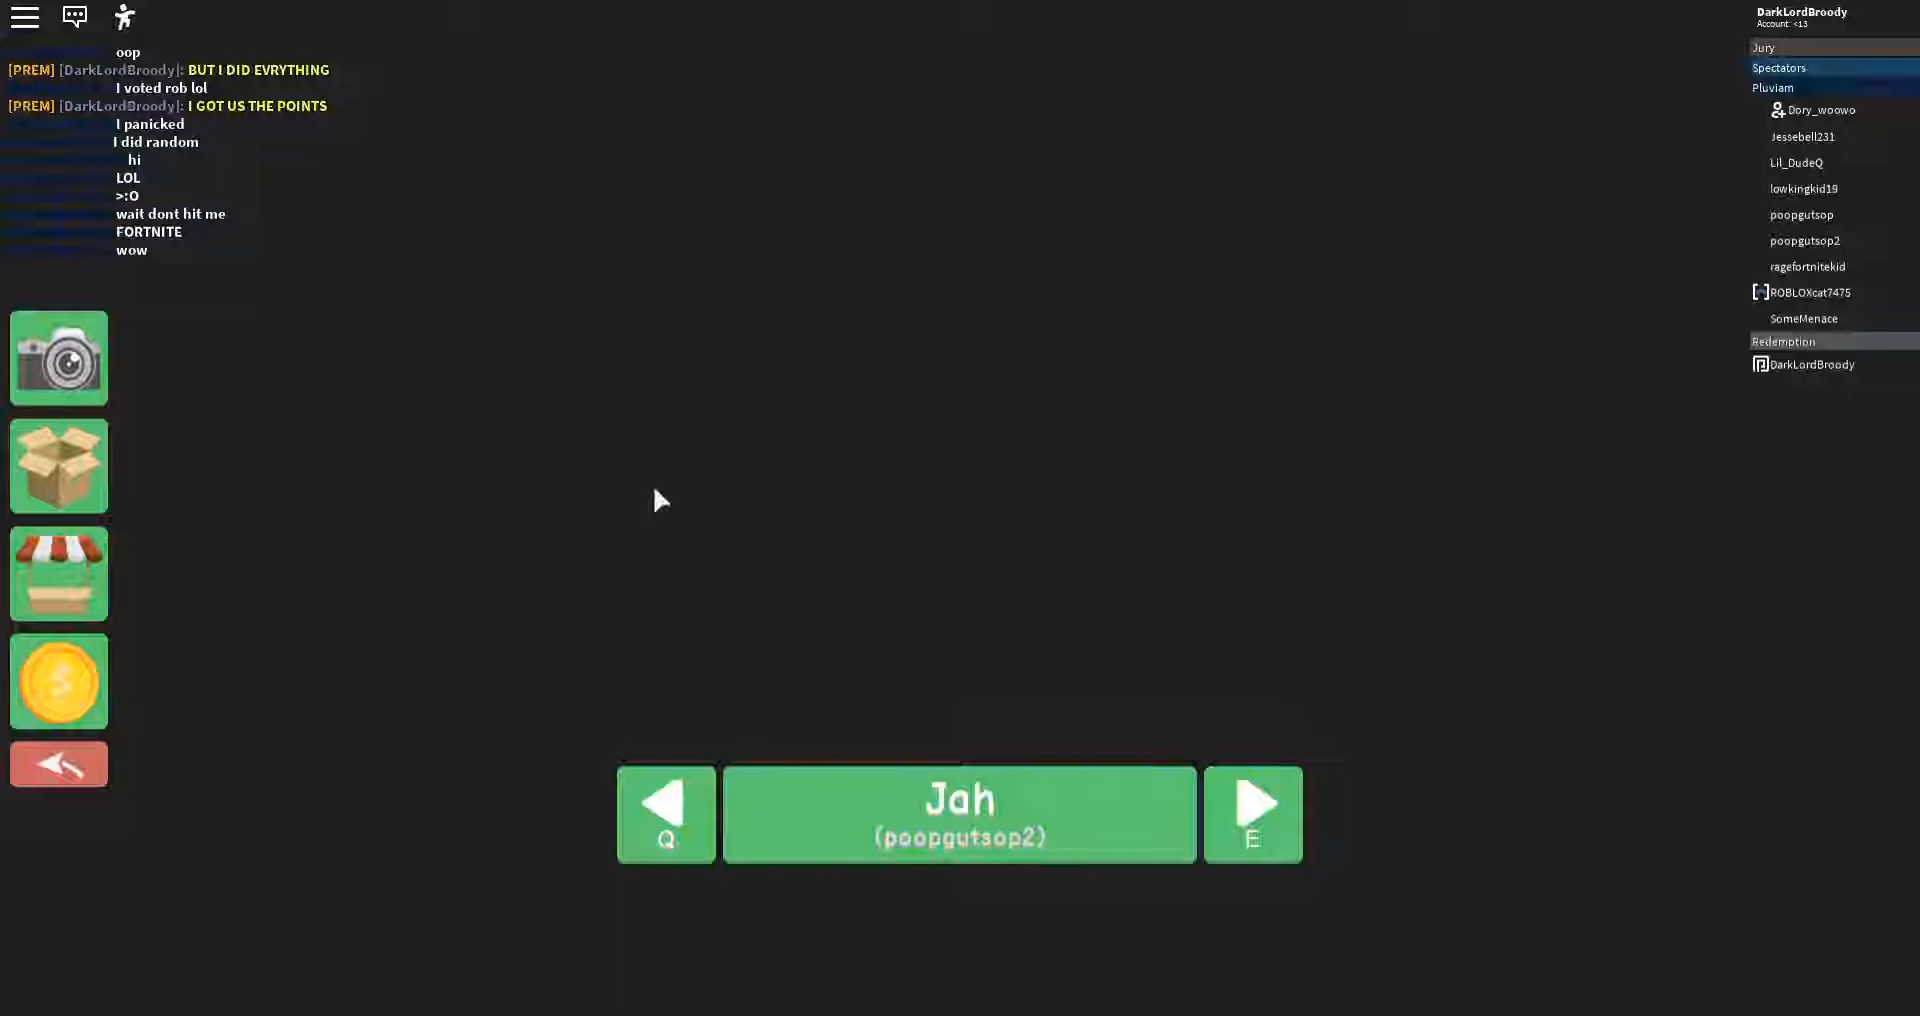 oop
[PREM] [DarkLordBroody]: BUT I DID EVRYTHING
I voted rob lol
[PREM] [DarkLordBroody]: I GOT US THE POINTS
I panicked
I did random
hi
LOL
>:O
wait dont hit me
FORTNITE
wow
DarkLordBroody
Account: <13
Jury
Spectators
Pluviam
Dory_woowo
Jessebell231
Lil_DudeQ
lowkingkid19
poopgutsop
poopgutsop2
ragefortnitekid
ROBLOXcat7475
SomeMenace
Redemption
DarkLordBroody
Jah
(poopgutsop2)
Q
E